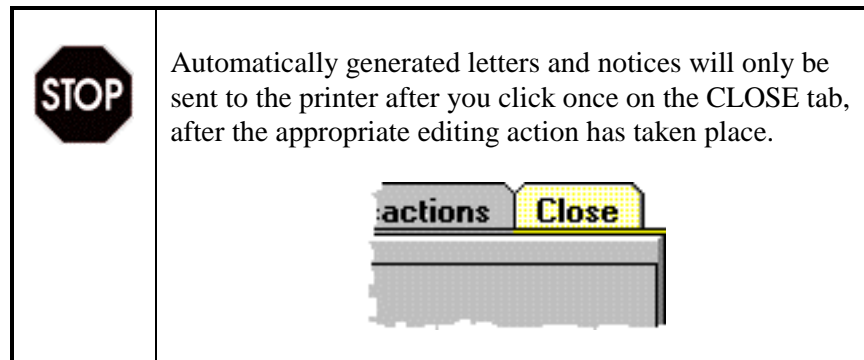 STOP
Automatically generated letters and notices will only be
sent to the printer after you click once on the CLOSE tab,
after the appropriate editing action has taken place.
actions Close